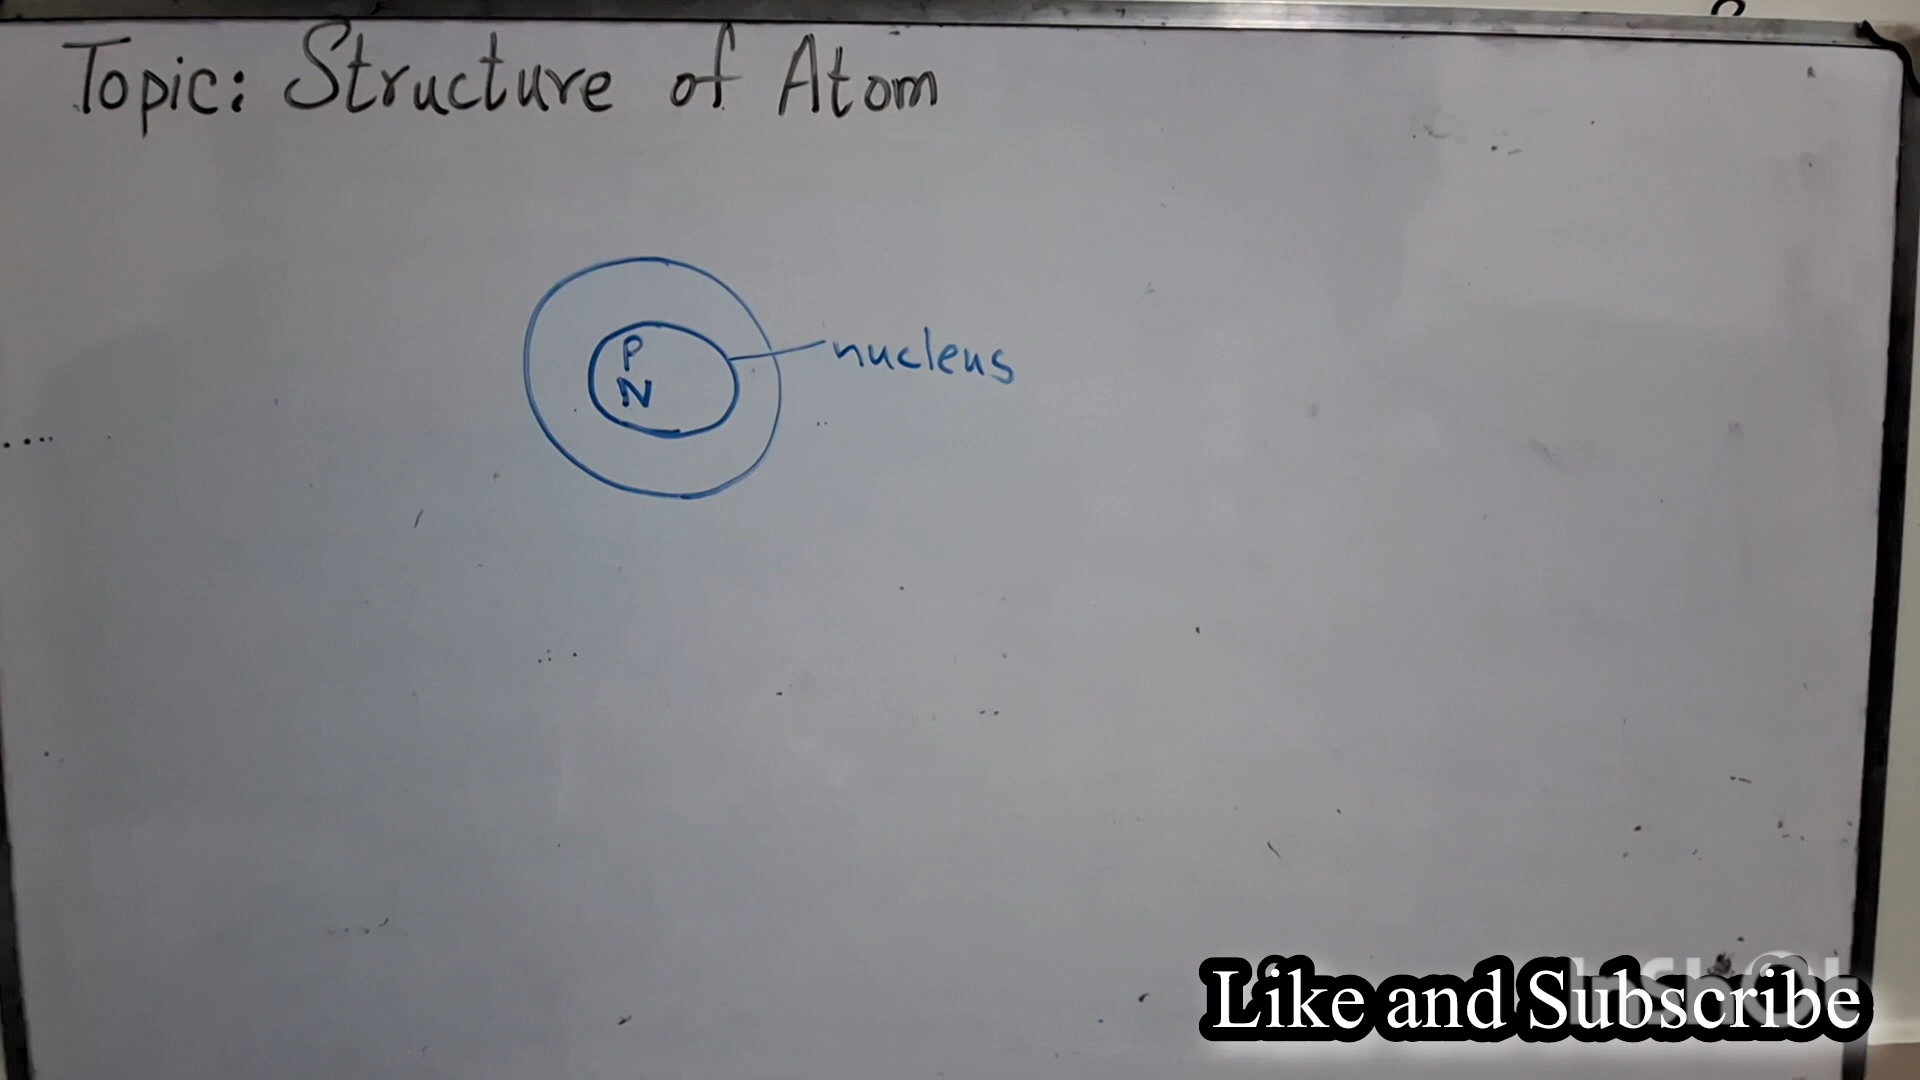 Topic: Structure of Atom
P
N
nucleus
Like and Subscribe